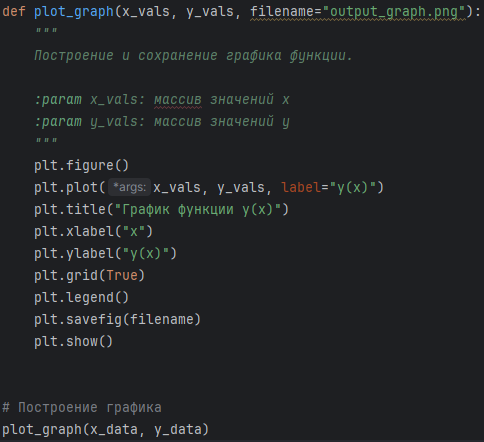 def plot_graph(x_vals, y_vals, filename="output_graph.png"):
    """
    Построение и сохранение графика функции.

    :param x_vals: массив значений x
    :param y_vals: массив значений y
    """
    plt.figure()
    plt.plot( *args: x_vals, y_vals, label="y(x)")
    plt.title("График функции y(x)")
    plt.xlabel("x")
    plt.ylabel("y(x)")
    plt.grid(True)
    plt.legend()
    plt.savefig(filename)
    plt.show()


# Построение графика
plot_graph(x_data, y_data)